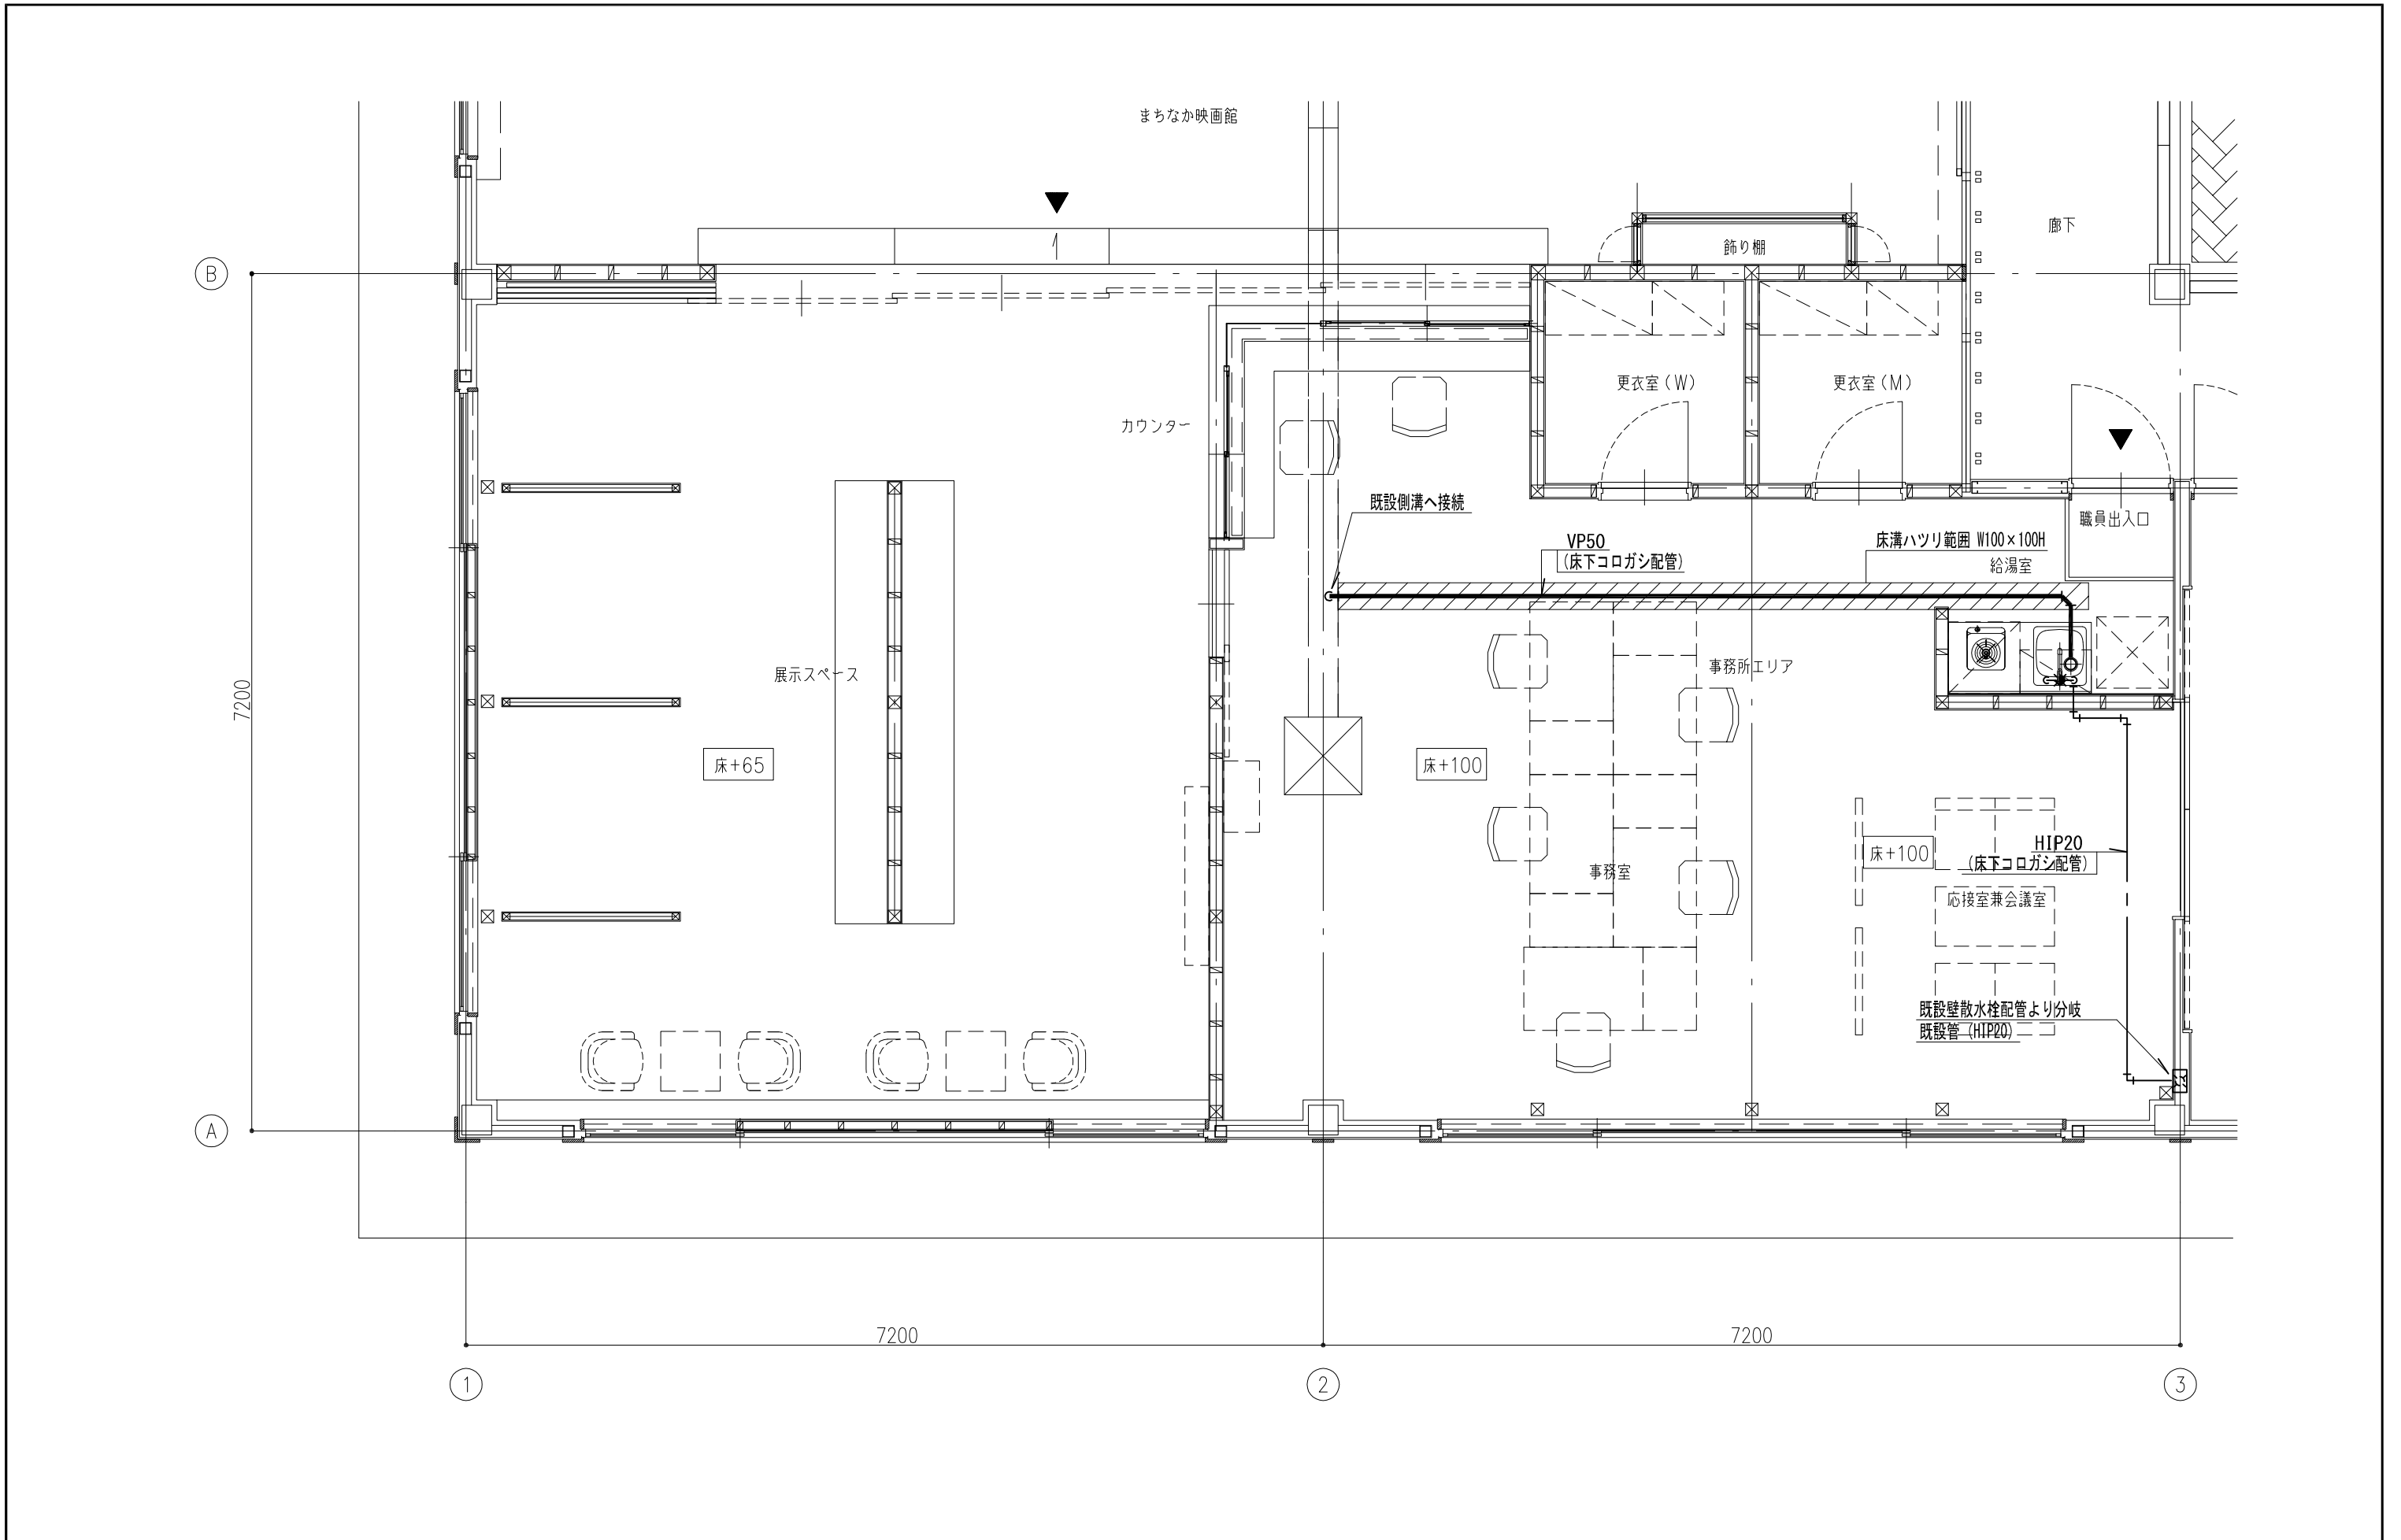 まちなか映画館
廊下
飾り棚
B
更衣室（W）
更衣室（M）
カウンター
既設側溝へ接続
職員出入口
VP50
（床下コロガシ配管）
床溝ハツリ範囲 W100×100H
給湯室
展示スペース
事務所エリア
7200
床+65
床+100
HIP20
床+100
（床下コロガシ配管）
事務室
応接室兼会議室
既設壁散水栓配管より分岐
既設管（HIP20）
A
7200
7200
1
2
3